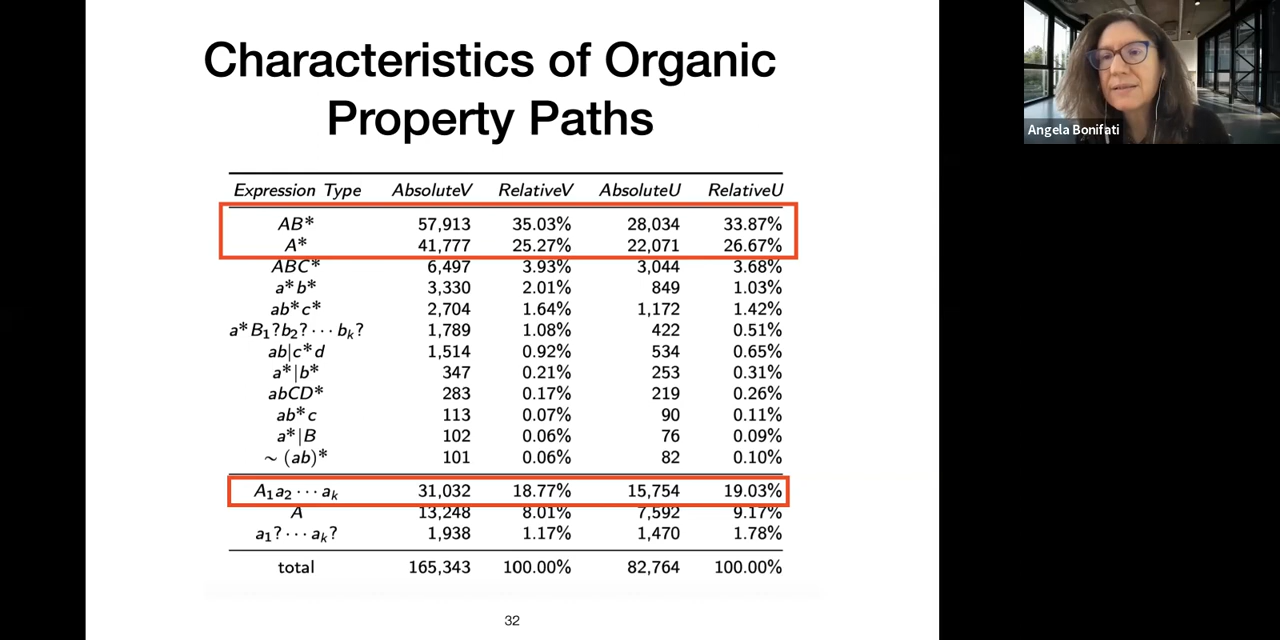 Characteristics of Organic
Property Paths
Expression Type AbsoluteV RelativeV AbsoluteU RelativeU
AB* 57,913 35.03% 28,034 33.87%
A* 41,777 25.27% 22,071 26.67%
ABC* 6,497 3.93% 3,044 3.68%
a*b* 3,330 2.01% 849 1.03%
ab*c* 2,704 1.64% 1,172 1.42%
a*B₁?b₂?···bₖ? 1,789 1.08% 422 0.51%
ab|c*d 1,514 0.92% 534 0.65%
a*|b* 347 0.21% 253 0.31%
abCD* 283 0.17% 219 0.26%
ab*c 113 0.07% 90 0.11%
a*|B 102 0.06% 76 0.09%
~ (ab)* 101 0.06% 82 0.10%
A₁a₂···aₖ 31,032 18.77% 15,754 19.03%
A 13,248 8.01% 7,592 9.17%
a₁?···aₖ? 1,938 1.17% 1,470 1.78%
total 165,343 100.00% 82,764 100.00%
32
Angela Bonifati